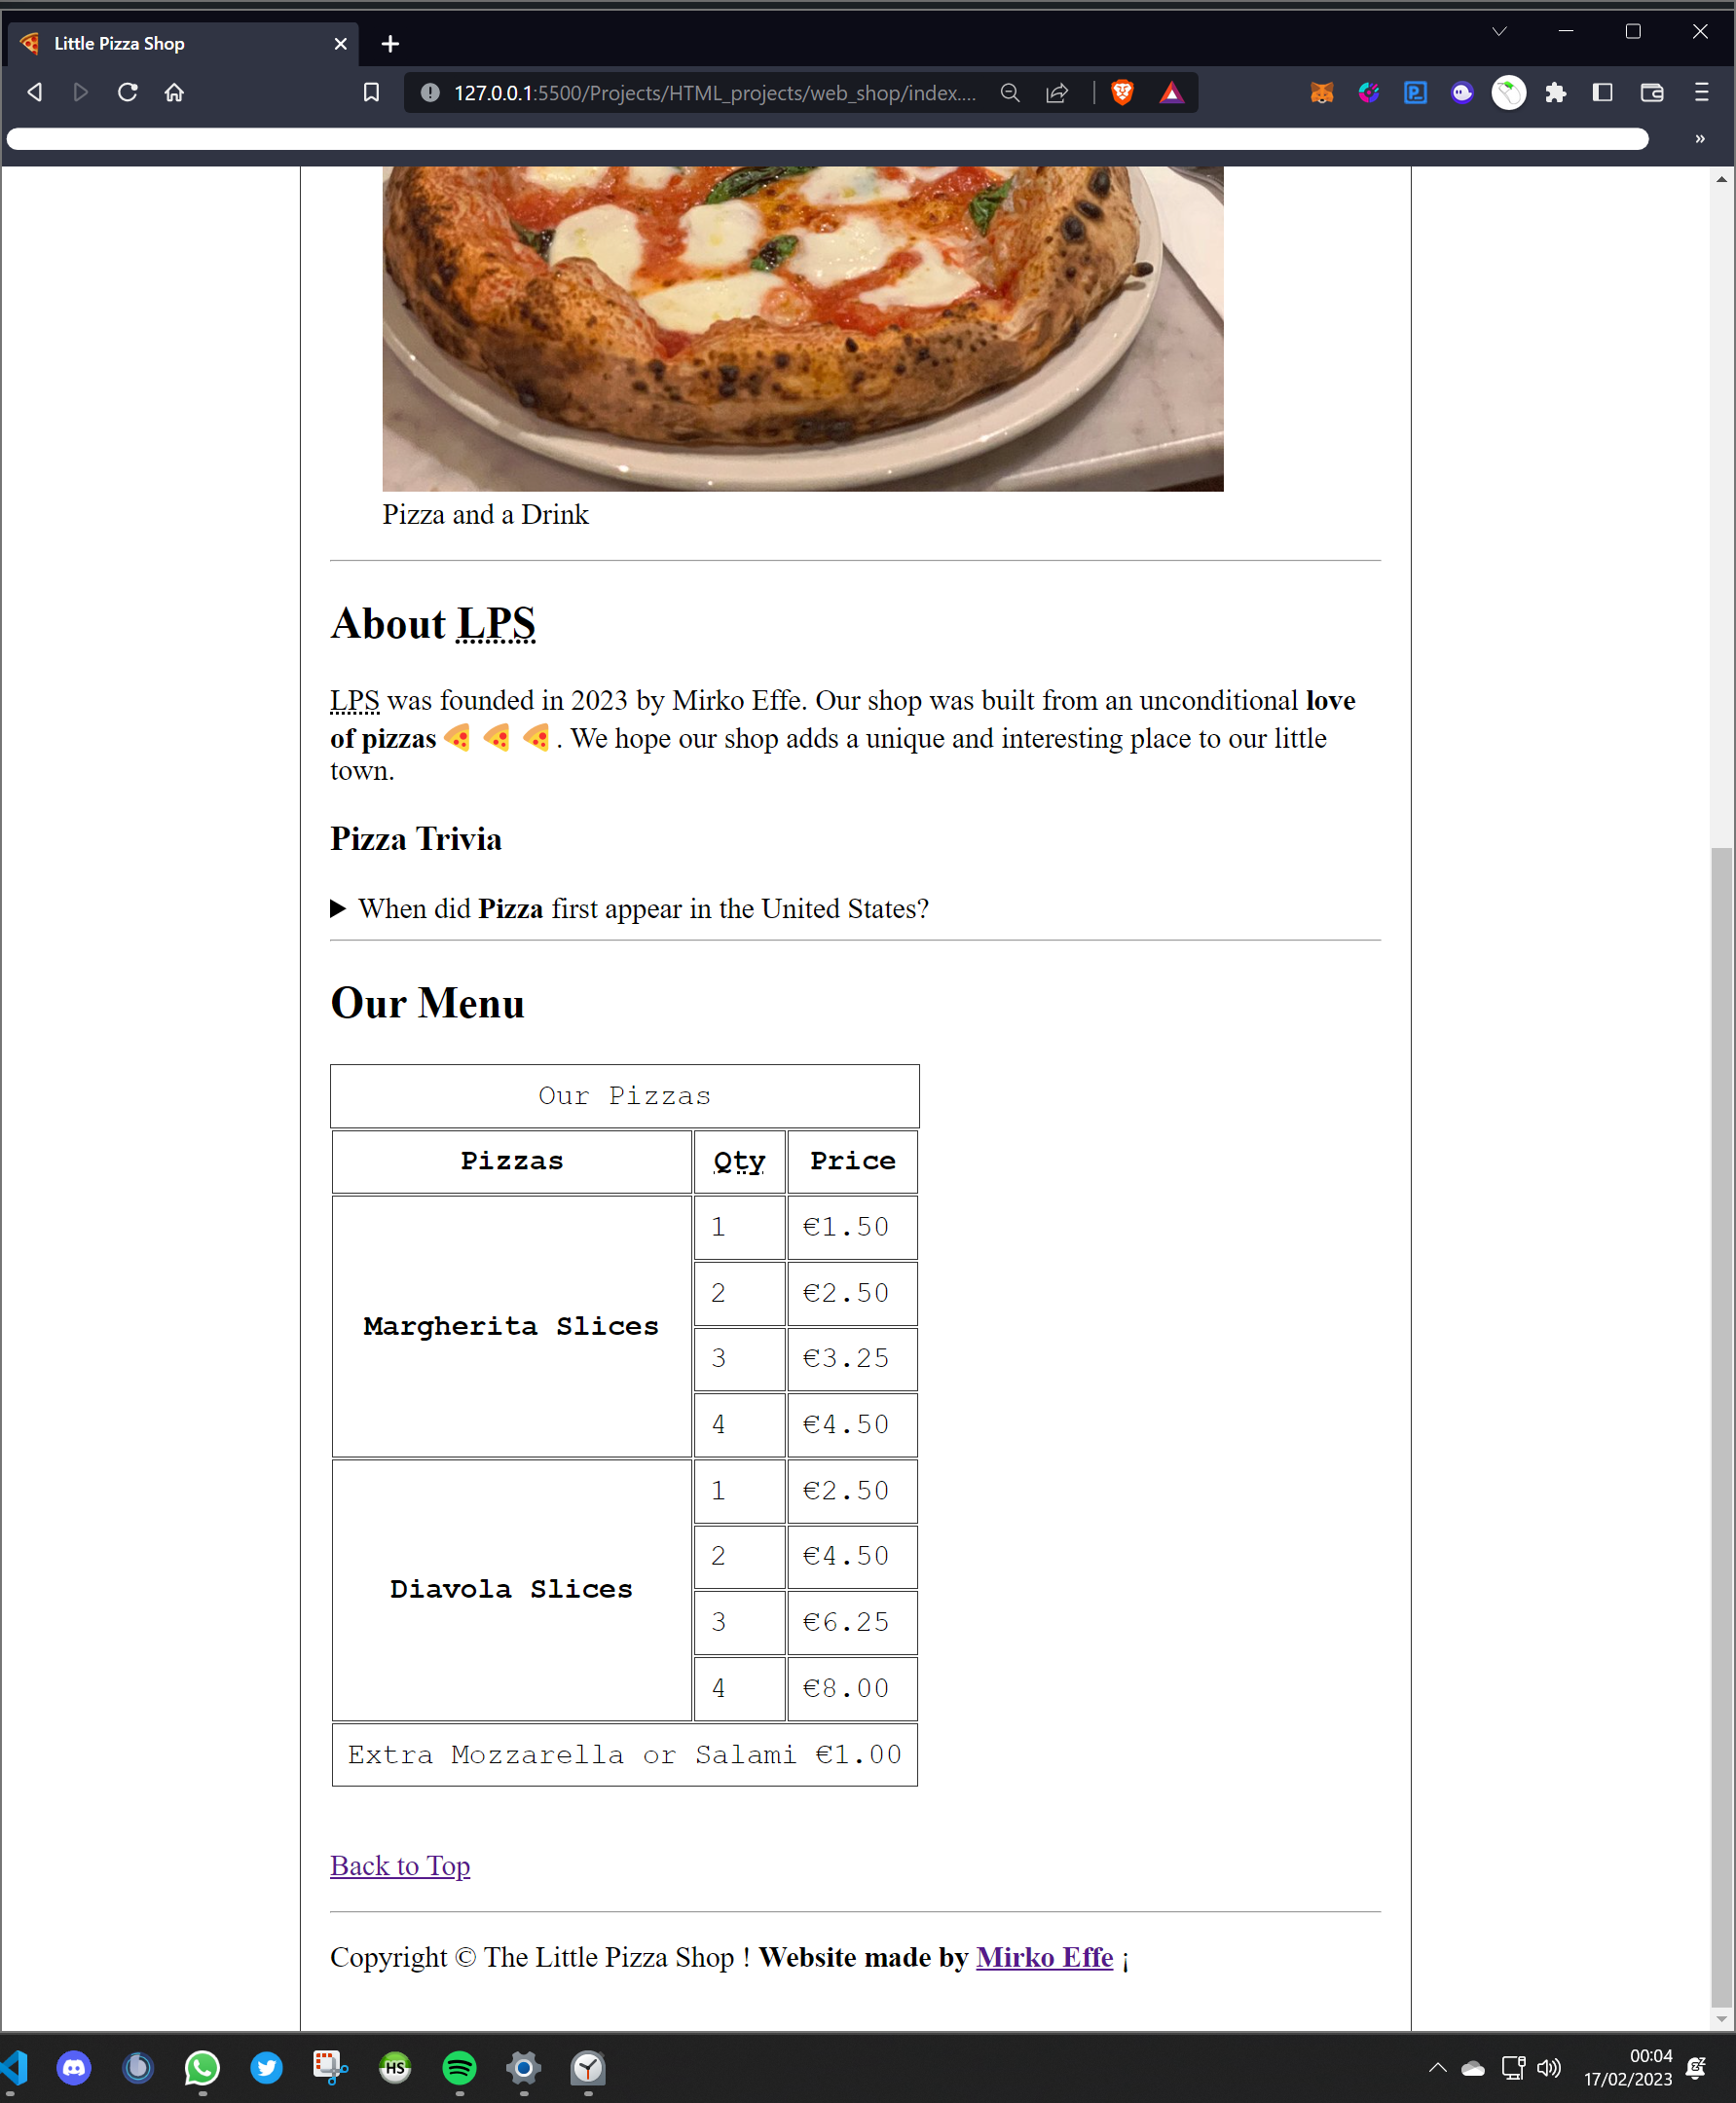 Little Pizza Shop
127.0.0.1:5500/Projects/HTML_projects/web_shop/index....
»
Pizza and a Drink
About LPS
LPS was founded in 2023 by Mirko Effe. Our shop was built from an unconditional love
of pizzas 🍕 🍕 🍕 . We hope our shop adds a unique and interesting place to our little
town.
Pizza Trivia
▶ When did Pizza first appear in the United States?
Our Menu
Our Pizzas
Pizzas Qty Price
Margherita Slices
1 €1.50
2 €2.50
3 €3.25
4 €4.50
Diavola Slices
1 €2.50
2 €4.50
3 €6.25
4 €8.00
Extra Mozzarella or Salami €1.00
Back to Top
Copyright © The Little Pizza Shop ! Website made by Mirko Effe ¡
HS
00:04
17/02/2023